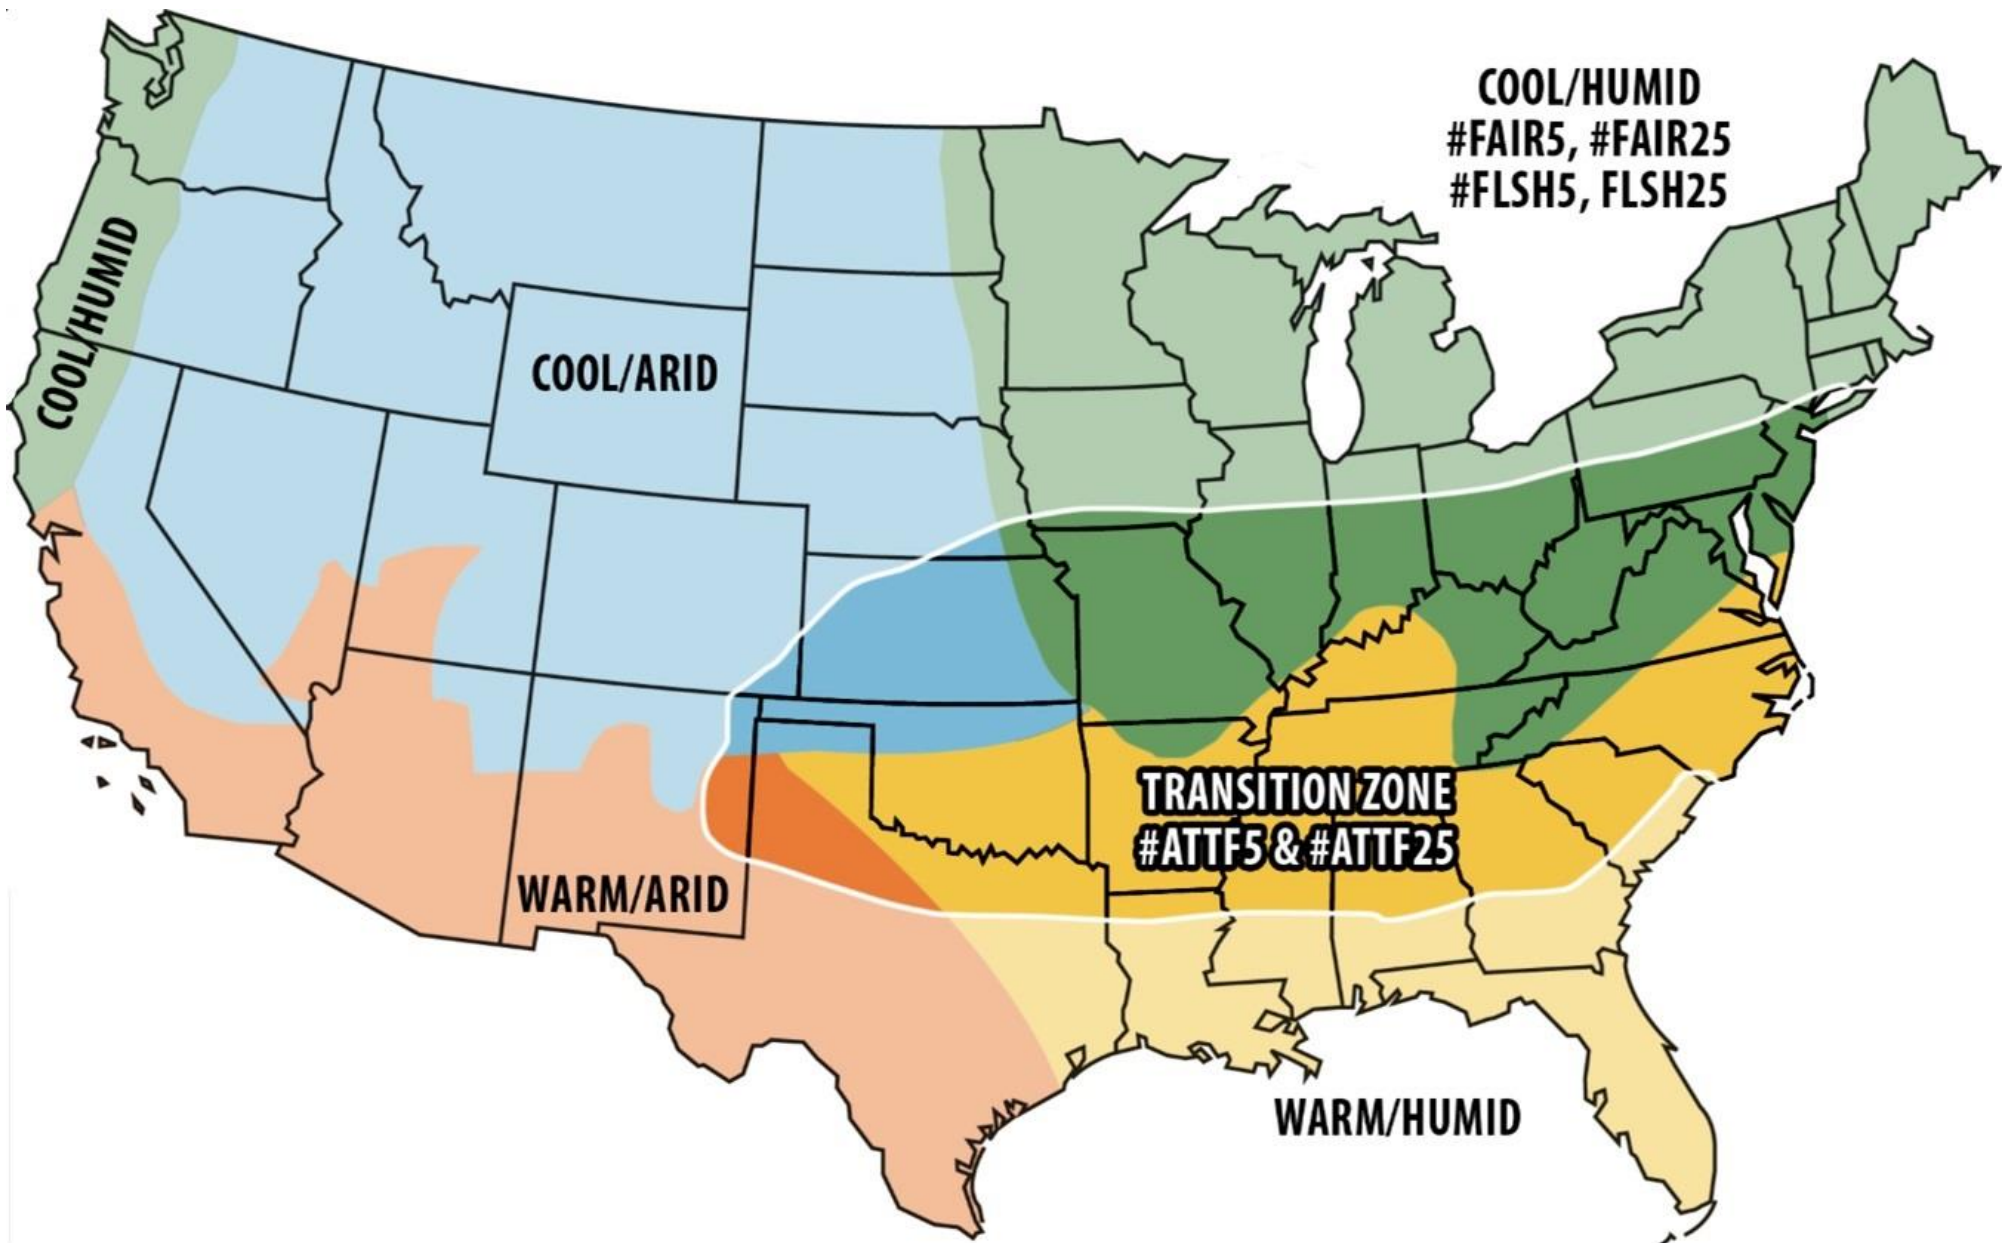 COOL/HUMID
#FAIR5, #FAIR25
#FLSH5, FLSH25
COOL/HUMID
COOL/ARID
TRANSITION ZONE
#ATTF5 & #ATTF25
WARM/ARID
WARM/HUMID